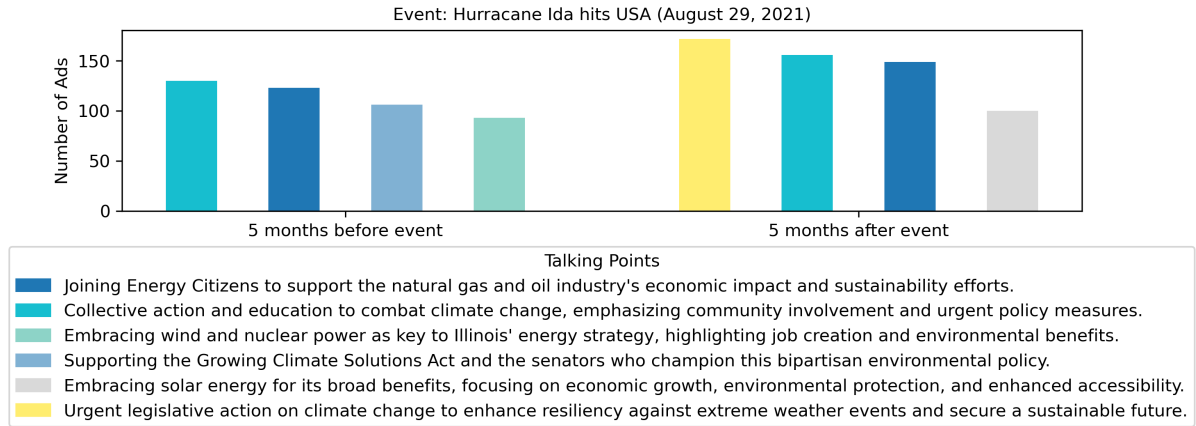 Event: Hurracane Ida hits USA (August 29, 2021)
Number of Ads
150
100
50
0
5 months before event
5 months after event
Talking Points
Joining Energy Citizens to support the natural gas and oil industry's economic impact and sustainability efforts.
Collective action and education to combat climate change, emphasizing community involvement and urgent policy measures.
Embracing wind and nuclear power as key to Illinois' energy strategy, highlighting job creation and environmental benefits.
Supporting the Growing Climate Solutions Act and the senators who champion this bipartisan environmental policy.
Embracing solar energy for its broad benefits, focusing on economic growth, environmental protection, and enhanced accessibility.
Urgent legislative action on climate change to enhance resiliency against extreme weather events and secure a sustainable future.